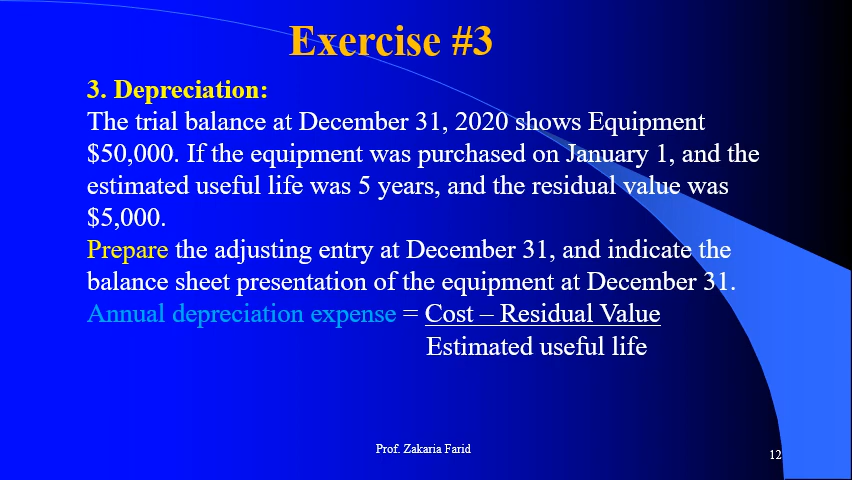 Exercise #3
3. Depreciation:
The trial balance at December 31, 2020 shows Equipment
$50,000. If the equipment was purchased on January 1, and the
estimated useful life was 5 years, and the residual value was
$5,000.
Prepare the adjusting entry at December 31, and indicate the
balance sheet presentation of the equipment at December 31.
Annual depreciation expense = Cost – Residual Value
Estimated useful life
Prof. Zakaria Farid
12